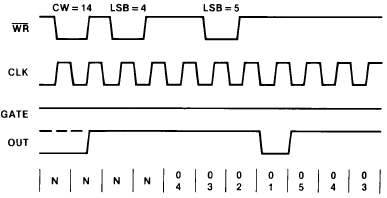 CW = 14 LSB = 4 LSB = 5
WR
CLK
GATE
OUT
N N N N 0 0 0 0 0 0 0
4 3 2 1 5 4 3